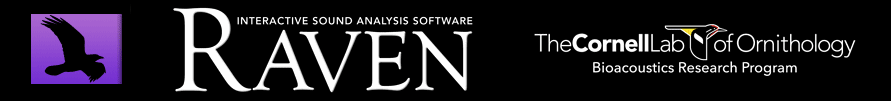 INTERACTIVE SOUND ANALYSIS SOFTWARE
RAVEN
TheCornellLab of Ornithology
Bioacoustics Research Program